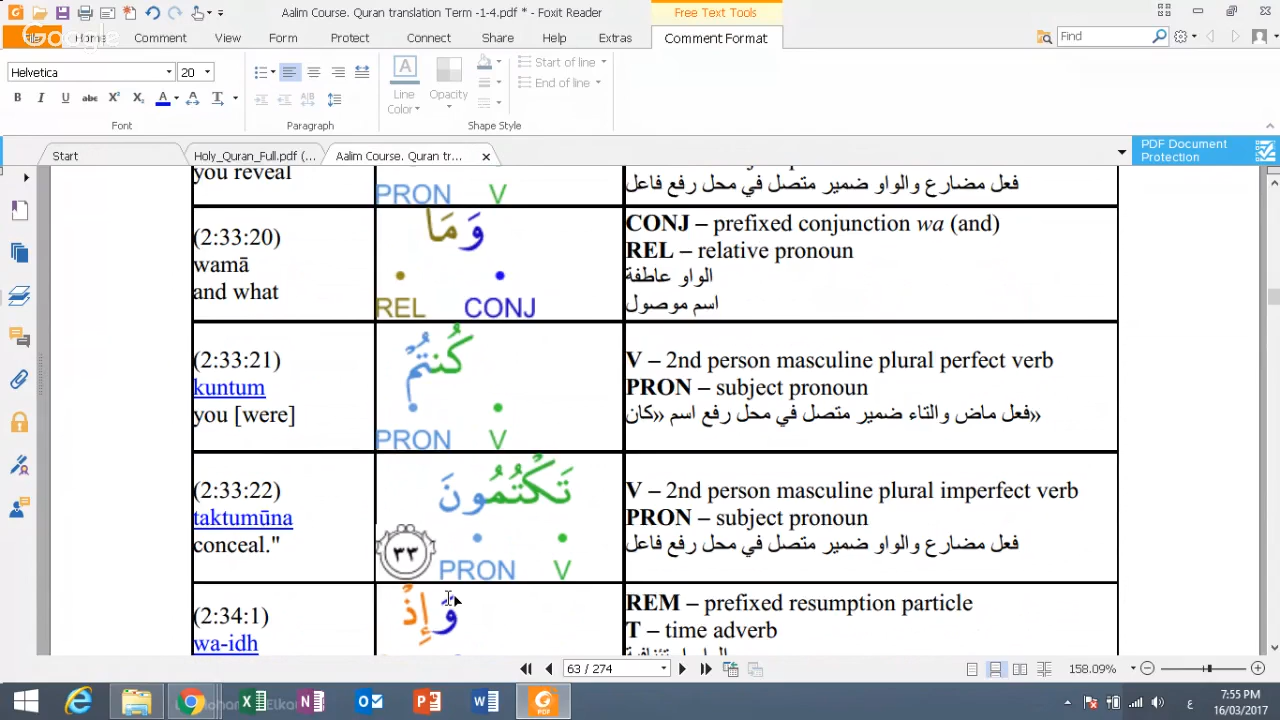 Aalim Course. Quran translation Term -1-4.pdf * - Foxit Reader
Free Text Tools
Google
Home Comment View Form Protect Connect Share Help Extras Comment Format
Find
Helvetica 20
Start of line
End of line
Line Color
Opacity
Font Paragraph Shape Style
Start Holy_Quran_Full.pdf (... Aalim Course. Quran tr...
PDF Document Protection
you reveal
PRON V
فعل مضارع والواو ضمير متصل في محل رفع فاعل
(2:33:20)
wamā
and what
وَمَا
REL CONJ
CONJ – prefixed conjunction wa (and)
REL – relative pronoun
الواو عاطفة
اسم موصول
(2:33:21)
kuntum
you [were]
كُنتُمْ
PRON V
V – 2nd person masculine plural perfect verb
PRON – subject pronoun
فعل ماض والتاء ضمير متصل في محل رفع اسم «كان»
(2:33:22)
taktumūna
conceal."
تَكْتُمُونَ
٣٣
PRON V
V – 2nd person masculine plural imperfect verb
PRON – subject pronoun
فعل مضارع والواو ضمير متصل في محل رفع فاعل
(2:34:1)
wa-idh
وَإِذْ
REM – prefixed resumption particle
T – time adverb
63 / 274
158.09%
7:55 PM
16/03/2017